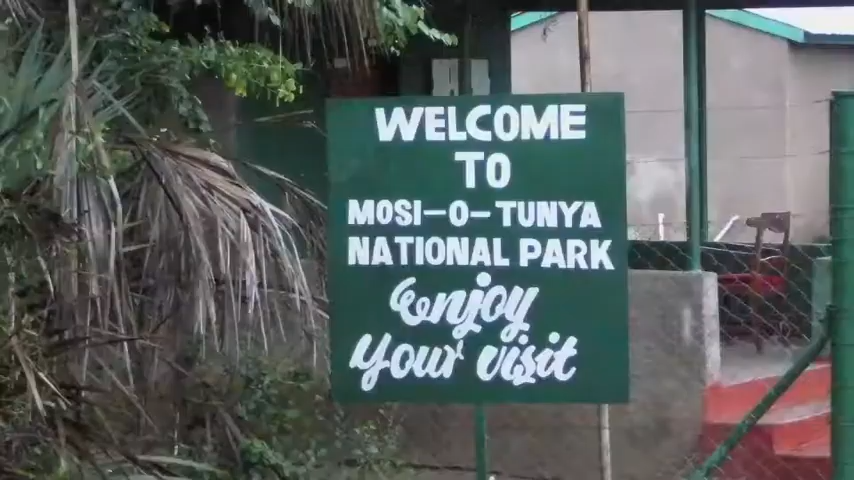 WELCOME
TO
MOSI-O-TUNYA
NATIONAL PARK
enjoy
your visit